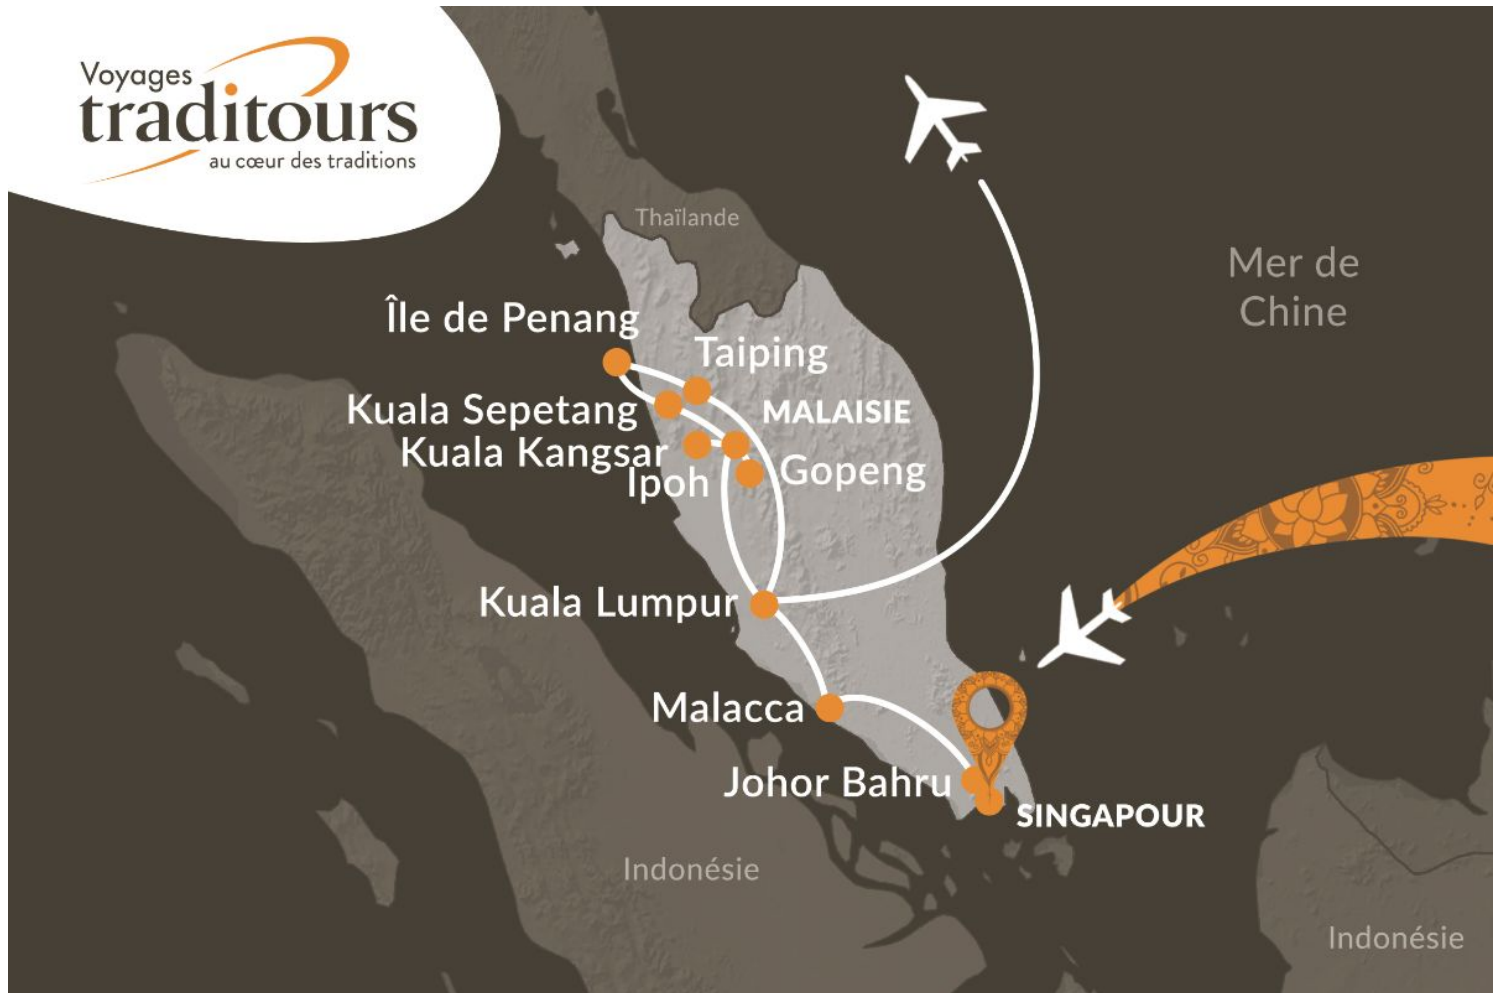 Voyages
traditours
au cœur des traditions
Thaïlande
Mer de
Chine
Île de Penang
Taiping
Kuala Sepetang
MALAISIE
Kuala Kangsar
Gopeng
Ipoh
Kuala Lumpur
Malacca
Johor Bahru
SINGAPOUR
Indonésie
Indonésie